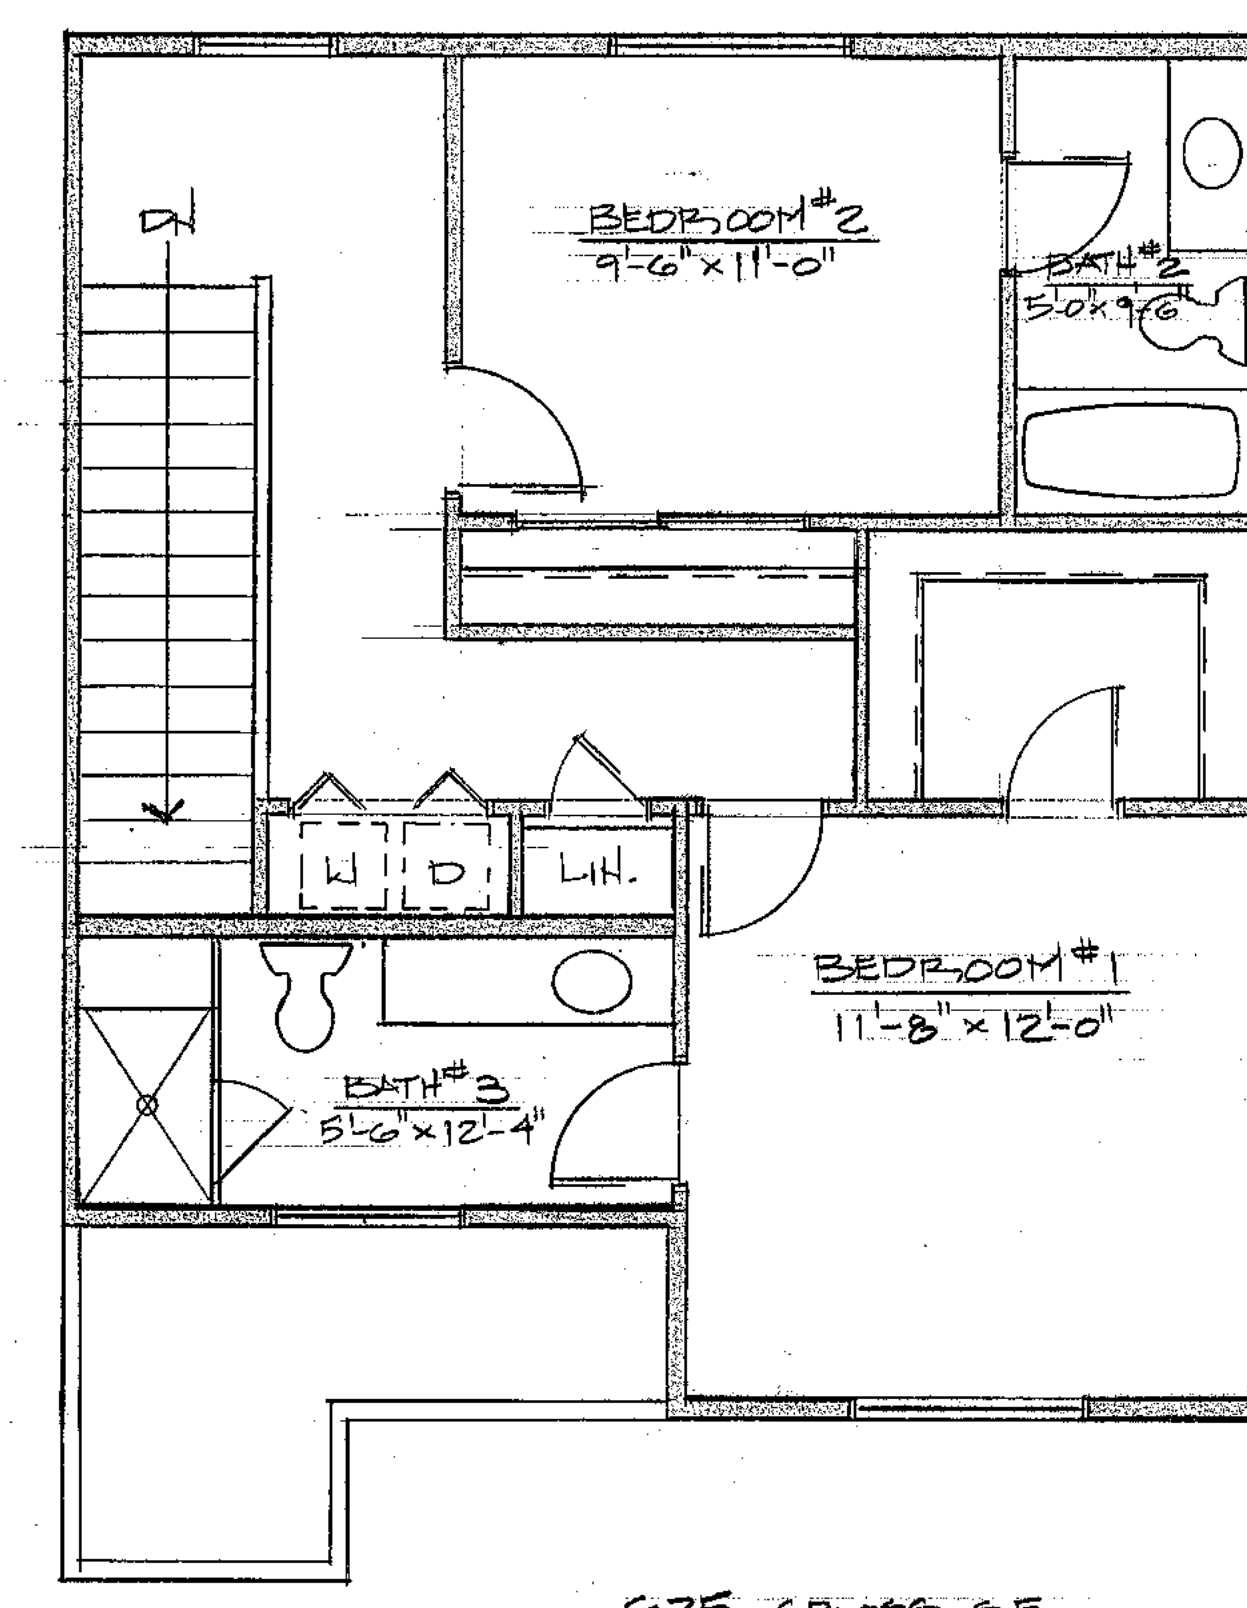 DN
BEDROOM #2
9'-6" x 11'-0"
BATH #2
5'-0" x 9'-6"
W
D
LIN.
BEDROOM #1
11'-8" x 12'-0"
BATH #3
5'-6" x 12'-4"